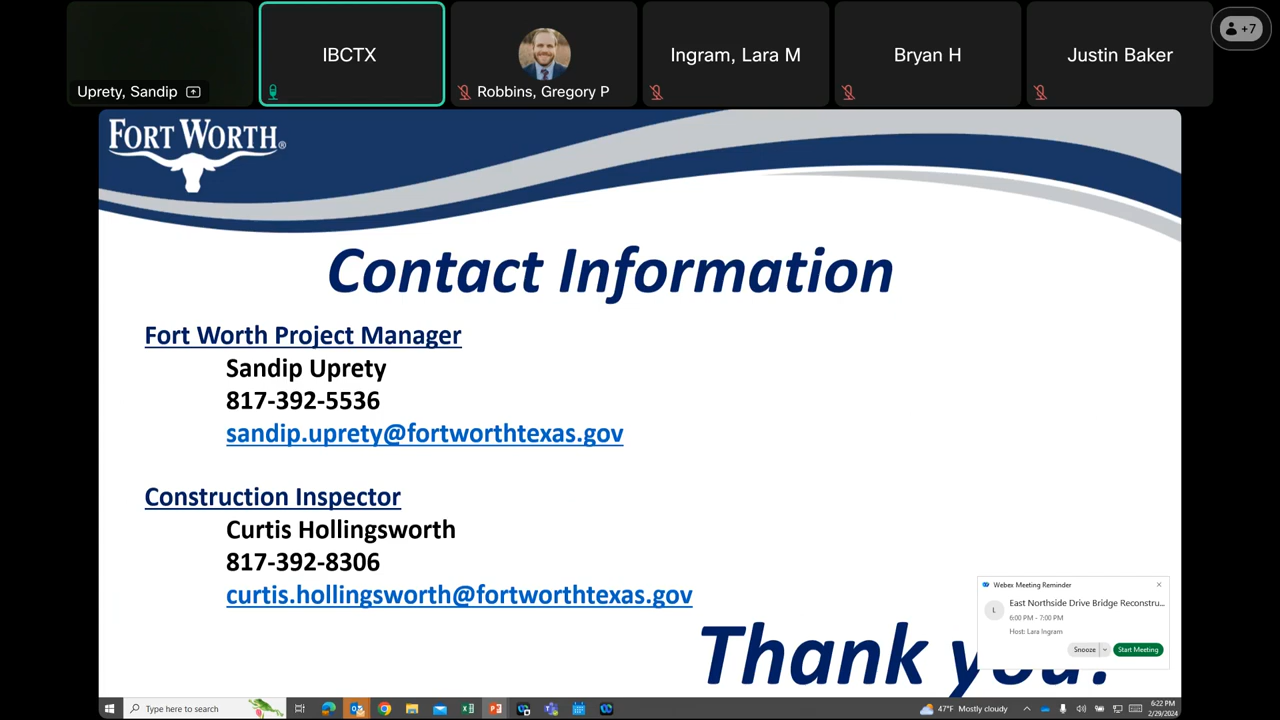 Uprety, Sandip
IBCTX
Robbins, Gregory P
Ingram, Lara M
Bryan H
Justin Baker
+7
FORT WORTH®
Contact Information
Fort Worth Project Manager
Sandip Uprety
817-392-5536
sandip.uprety@fortworthtexas.gov
Construction Inspector
Curtis Hollingsworth
817-392-8306
curtis.hollingsworth@fortworthtexas.gov
Webex Meeting Reminder
L
East Northside Drive Bridge Reconstru...
6:00 PM - 7:00 PM
Host: Lara Ingram
Snooze
Start Meeting
Thank you!
Type here to search
47°F Mostly cloudy
6:22 PM
2/29/2024